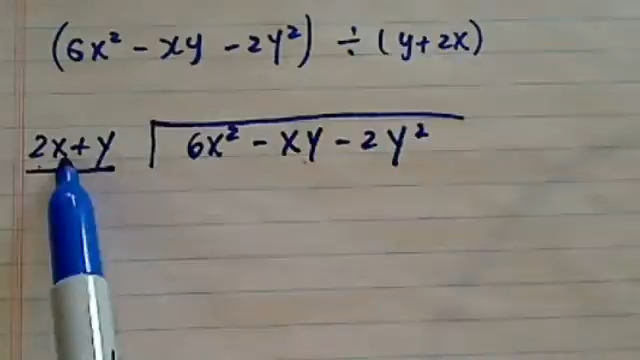 (6x² - xy - 2y²) ÷ (y+2x)
2x+y 6x² - xy - 2y²